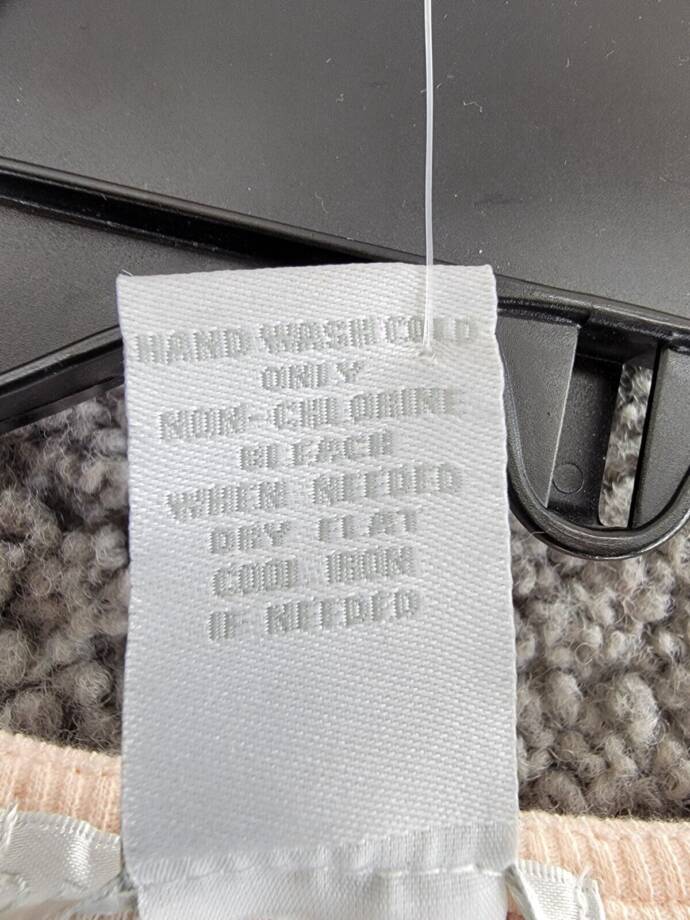 HAND WASH COLD
ONLY
NON-CHLORINE
BLEACH
WHEN NEEDED
DRY FLAT
COOL IRON
IF NEEDED